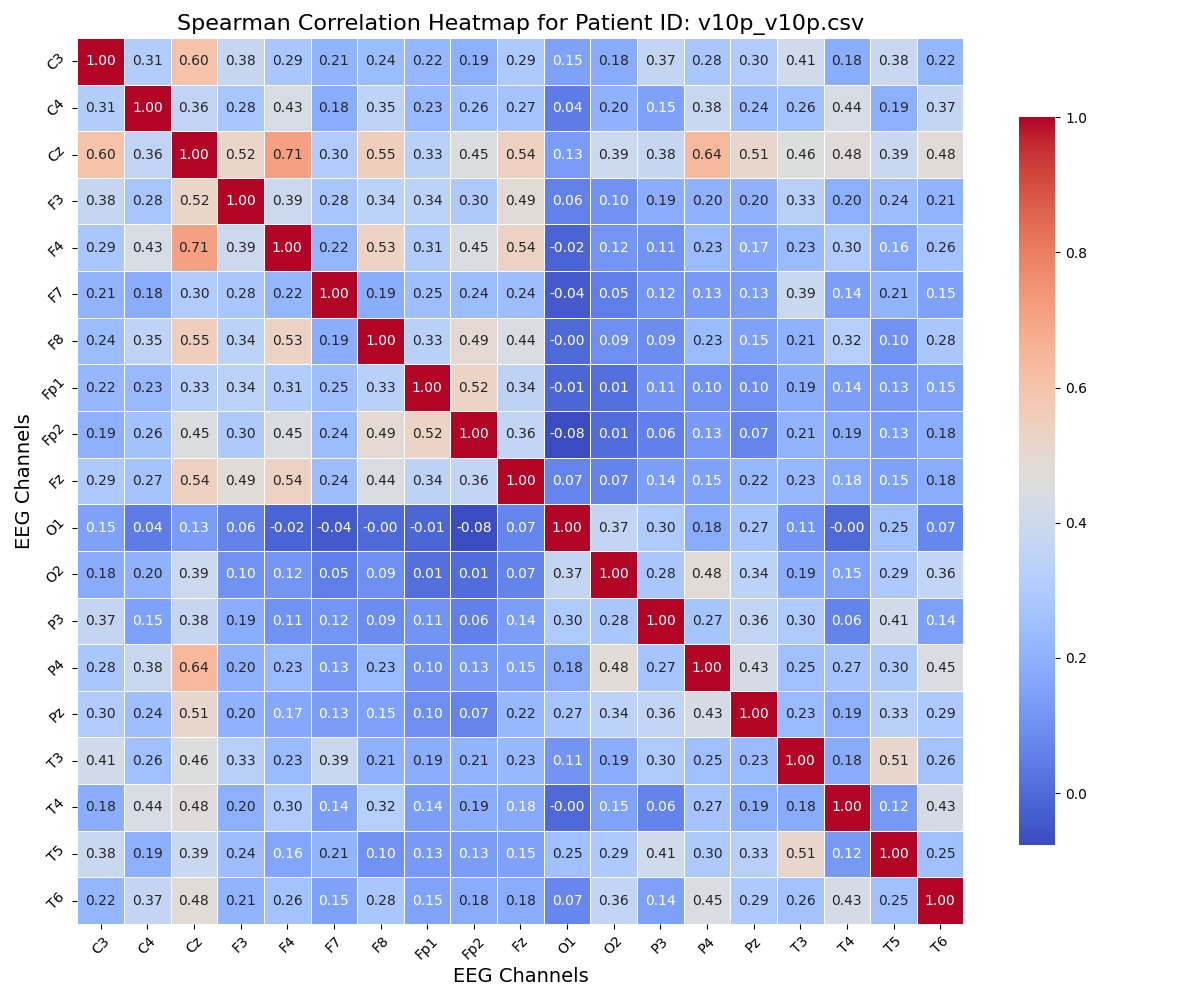 Spearman Correlation Heatmap for Patient ID: v10p_v10p.csv
C3 1.00 0.31 0.60 0.38 0.29 0.21 0.24 0.22 0.19 0.29 0.15 0.18 0.37 0.28 0.30 0.41 0.18 0.38 0.22
C4 0.31 1.00 0.36 0.28 0.43 0.18 0.35 0.23 0.26 0.27 0.04 0.20 0.15 0.38 0.24 0.26 0.44 0.19 0.37
Cz 0.60 0.36 1.00 0.52 0.71 0.30 0.55 0.33 0.45 0.54 0.13 0.39 0.38 0.64 0.51 0.46 0.48 0.39 0.48
F3 0.38 0.28 0.52 1.00 0.39 0.28 0.34 0.34 0.30 0.49 0.06 0.10 0.19 0.20 0.20 0.33 0.20 0.24 0.21
F4 0.29 0.43 0.71 0.39 1.00 0.22 0.53 0.31 0.45 0.54 -0.02 0.12 0.11 0.23 0.17 0.23 0.30 0.16 0.26
F7 0.21 0.18 0.30 0.28 0.22 1.00 0.19 0.25 0.24 0.24 -0.04 0.05 0.12 0.13 0.13 0.39 0.14 0.21 0.15
F8 0.24 0.35 0.55 0.34 0.53 0.19 1.00 0.33 0.49 0.44 -0.00 0.09 0.09 0.23 0.15 0.21 0.32 0.10 0.28
Fp1 0.22 0.23 0.33 0.34 0.31 0.25 0.33 1.00 0.52 0.34 -0.01 0.01 0.11 0.10 0.10 0.19 0.14 0.13 0.15
Fp2 0.19 0.26 0.45 0.30 0.45 0.24 0.49 0.52 1.00 0.36 -0.08 0.01 0.06 0.13 0.07 0.21 0.19 0.13 0.18
Fz 0.29 0.27 0.54 0.49 0.54 0.24 0.44 0.34 0.36 1.00 0.07 0.07 0.14 0.15 0.22 0.23 0.18 0.15 0.18
O1 0.15 0.04 0.13 0.06 -0.02 -0.04 -0.00 -0.01 -0.08 0.07 1.00 0.37 0.30 0.18 0.27 0.11 -0.00 0.25 0.07
O2 0.18 0.20 0.39 0.10 0.12 0.05 0.09 0.01 0.01 0.07 0.37 1.00 0.28 0.48 0.34 0.19 0.15 0.29 0.36
P3 0.37 0.15 0.38 0.19 0.11 0.12 0.09 0.11 0.06 0.14 0.30 0.28 1.00 0.27 0.36 0.30 0.06 0.41 0.14
P4 0.28 0.38 0.64 0.20 0.23 0.13 0.23 0.10 0.13 0.15 0.18 0.48 0.27 1.00 0.43 0.25 0.27 0.30 0.45
Pz 0.30 0.24 0.51 0.20 0.17 0.13 0.15 0.10 0.07 0.22 0.27 0.34 0.36 0.43 1.00 0.23 0.19 0.33 0.29
T3 0.41 0.26 0.46 0.33 0.23 0.39 0.21 0.19 0.21 0.23 0.11 0.19 0.30 0.25 0.23 1.00 0.18 0.51 0.26
T4 0.18 0.44 0.48 0.20 0.30 0.14 0.32 0.14 0.19 0.18 -0.00 0.15 0.06 0.27 0.19 0.18 1.00 0.12 0.43
T5 0.38 0.19 0.39 0.24 0.16 0.21 0.10 0.13 0.13 0.15 0.25 0.29 0.41 0.30 0.33 0.51 0.12 1.00 0.25
T6 0.22 0.37 0.48 0.21 0.26 0.15 0.28 0.15 0.18 0.18 0.07 0.36 0.14 0.45 0.29 0.26 0.43 0.25 1.00
C3 C4 Cz F3 F4 F7 F8 Fp1 Fp2 Fz O1 O2 P3 P4 Pz T3 T4 T5 T6
EEG Channels
EEG Channels
1.0
0.8
0.6
0.4
0.2
0.0